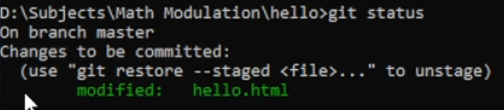 D:\Subjects\Math Modulation\hello>git status
On branch master
Changes to be committed:
  (use "git restore --staged <file>..." to unstage)
        modified:   hello.html